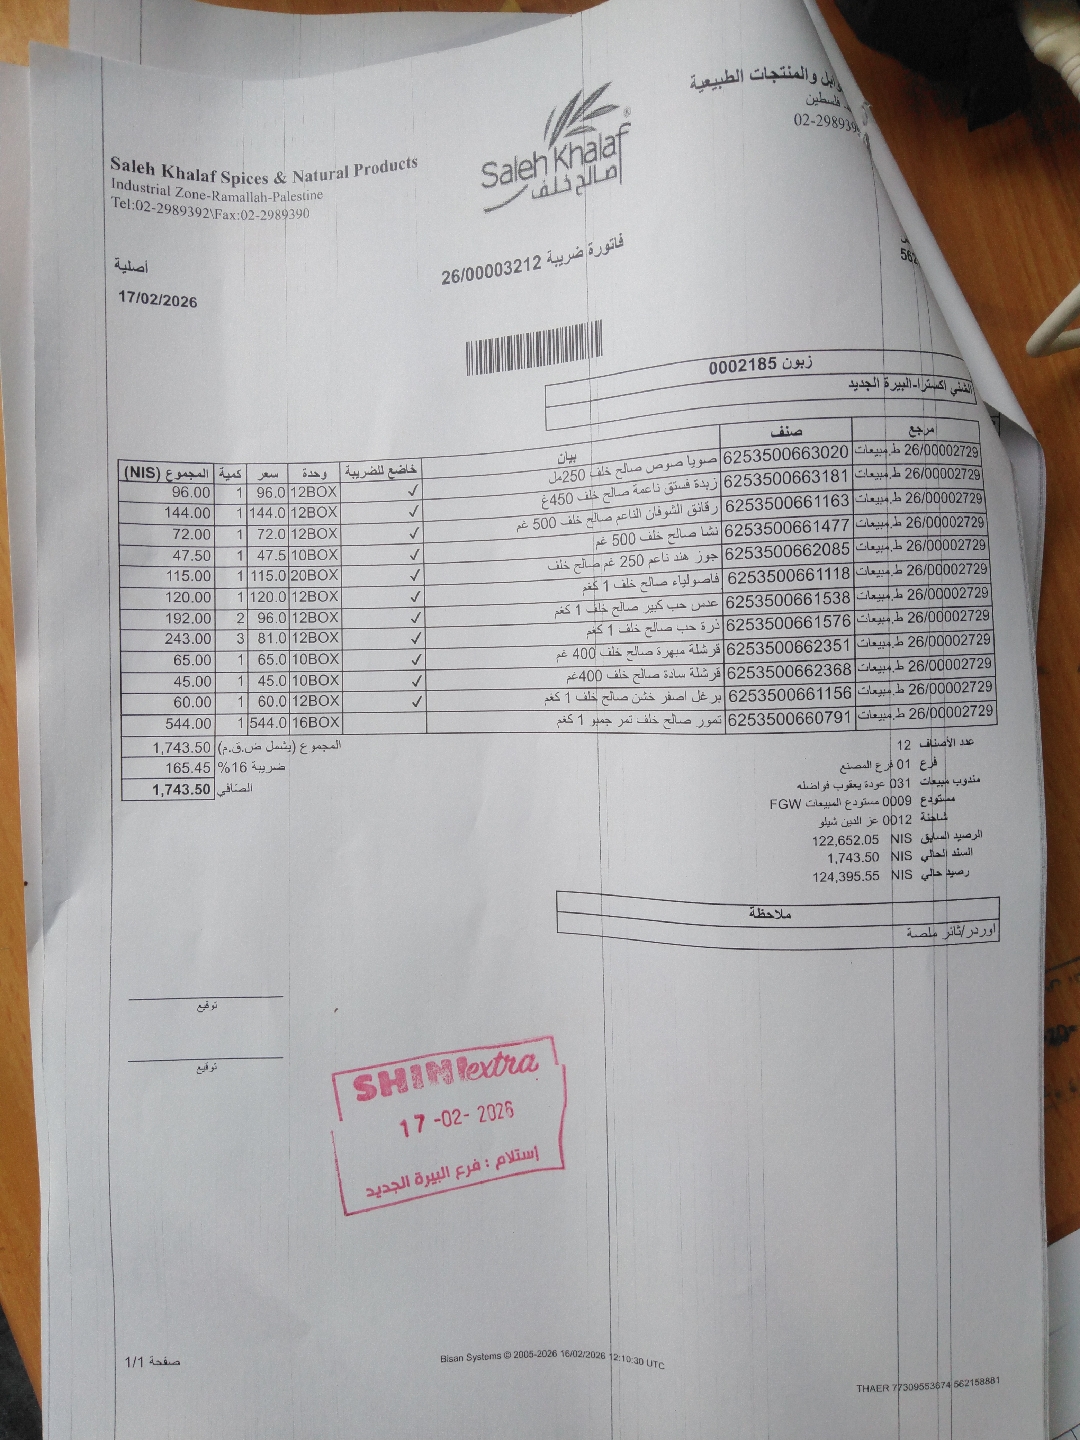 والمنتجات الطبيعية
فلسطين
Saleh Khalaf
صالح خلف
Saleh Khalaf Spices & Natural Products
Industrial Zone-Ramallah-Palestine
Tel:02-2989392\Fax:02-2989390
أصلية
فاتورة ضريبة 26/00003212
17/02/2026
زبون 0002185
الشني اكسترا-البيرة الجديد
مرجع صنف بيان خاضع للضريبة وحدة سعر كمية المجموع (NIS)
26/00002729 ط.مبيعات 6253500663020 صويا صوص صالح خلف 250مل ✓ 12BOX 96.0 1 96.00
26/00002729 ط.مبيعات 6253500663181 زبدة فستق ناعمة صالح خلف 450غ ✓ 12BOX 144.0 1 144.00
26/00002729 ط.مبيعات 6253500661163 رقائق الشوفان الناعم صالح خلف 500 غم ✓ 12BOX 72.0 1 72.00
26/00002729 ط.مبيعات 6253500661477 نشا صالح خلف 500 غم ✓ 10BOX 47.5 1 47.50
26/00002729 ط.مبيعات 6253500662085 جوز هند ناعم 250 غم صالح خلف ✓ 20BOX 115.0 1 115.00
26/00002729 ط.مبيعات 6253500661118 فاصولياء صالح خلف 1 كغم ✓ 12BOX 120.0 1 120.00
26/00002729 ط.مبيعات 6253500661538 عدس حب كبير صالح خلف 1 كغم ✓ 12BOX 96.0 2 192.00
26/00002729 ط.مبيعات 6253500661576 ذرة حب صالح خلف 1 كغم ✓ 12BOX 81.0 3 243.00
26/00002729 ط.مبيعات 6253500662351 قرشلة مبهرة صالح خلف 400 غم ✓ 10BOX 65.0 1 65.00
26/00002729 ط.مبيعات 6253500662368 قرشلة سادة صالح خلف 400غم ✓ 10BOX 45.0 1 45.00
26/00002729 ط.مبيعات 6253500661156 برغل اصفر خشن صالح خلف 1 كغم ✓ 12BOX 60.0 1 60.00
26/00002729 ط.مبيعات 6253500660791 تمور صالح خلف تمر جمبو 1 كغم 16BOX 544.0 1 544.00
المجموع (يشمل ض.ق.م) 1,743.50
ضريبة 16% 165.45
الصافي 1,743.50
عدد الأصناف 12
فرع 01 فرع المصنع
مندوب مبيعات 031 عودة يعقوب فواضله
مستودع 0009 مستودع المبيعات FGW
شاحنة 0012 عز الدين شيلو
الرصيد السابق NIS 122,652.05
السند الحالي NIS 1,743.50
رصيد حالي NIS 124,395.55
ملاحظة
اوردر/ثائر ملصة
توقيع
توقيع
SHINI extra
17-02-2026
إستلام : فرع البيرة الجديد
صفحة 1/1
Bisan Systems © 2005-2026 16/02/2026 12:10:30 UTC
THAER 77309553674 562158881